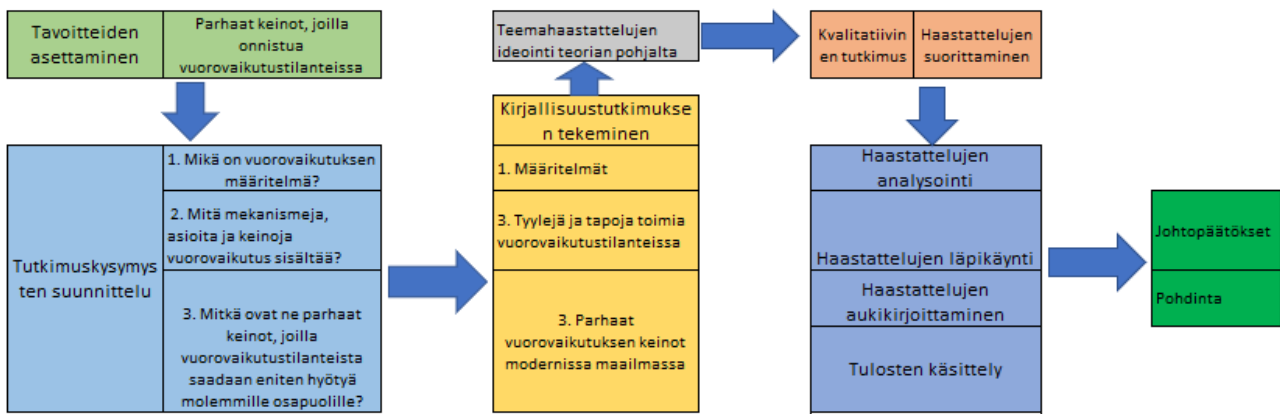 Tavoitteiden
asettaminen
Parhaat keinot, joilla
onnistua
vuorovaikutustilanteissa
Tutkimuskysymys
ten suunnittelu
1. Mikä on vuorovaikutuksen
määritelmä?
2. Mitä mekanismeja,
asioita ja keinoja
vuorovaikutus sisältää?
3. Mitkä ovat ne parhaat
keinot, joilla
vuorovaikutustilanteista
saadaan eniten hyötyä
molemmille osapuolille?
Teemahaastattelujen
ideointi teorian pohjalta
Kirjallisuustutkimukse
n tekeminen
1. Määritelmät
3. Tyylejä ja tapoja toimia
vuorovaikutustilanteissa
3. Parhaat
vuorovaikutuksen keinot
modernissa maailmassa
Kvalitatiivin
en tutkimus
Haastattelujen
suorittaminen
Haastattelujen
analysointi
Haastattelujen läpikäynti
Haastattelujen
aukikirjoittaminen
Tulosten käsittely
Johtopäätökset
Pohdinta